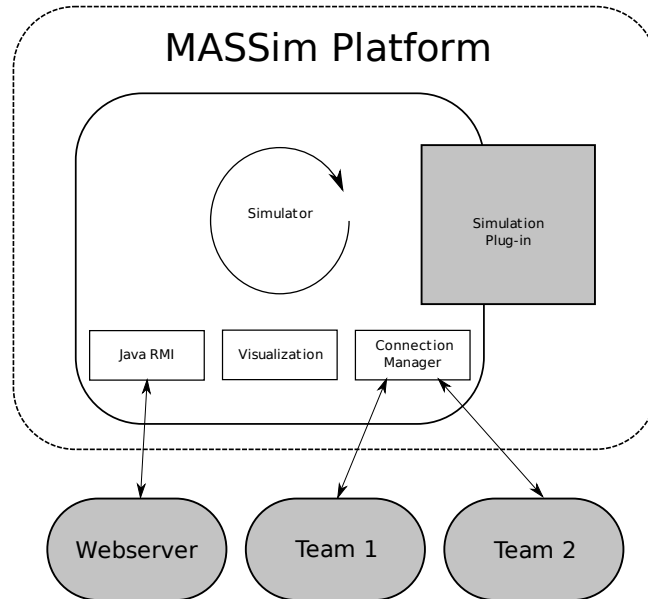 MASSim Platform
Simulator
Simulation
Plug-in
Java RMI
Visualization
Connection
Manager
Webserver
Team 1
Team 2